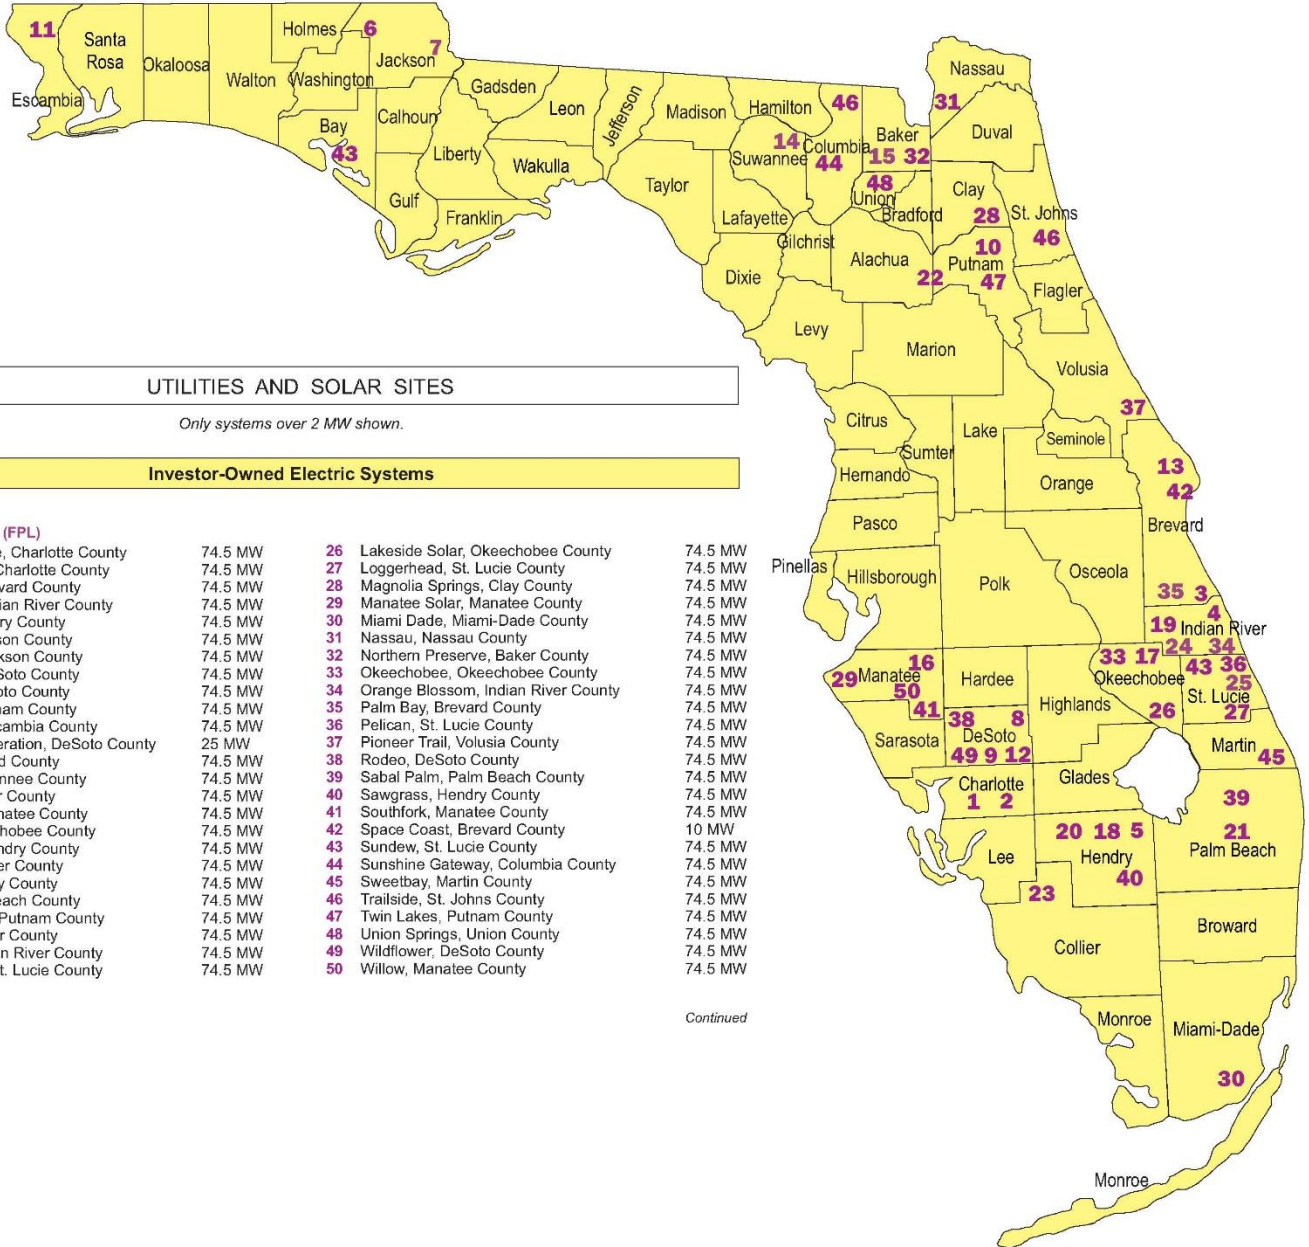 11
Santa
Rosa
Okaloosa
Escambia
Walton
Holmes
6
7
Jackson
Washington
Bay
43
Calhoun
Gulf
Gadsden
Liberty
Franklin
Leon
Wakulla
Jefferson
Madison
Taylor
Hamilton
46
14
Suwannee
Columbia
44
Lafayette
Dixie
Gilchrist
Baker
15 32
48
Union
Bradford
Nassau
31
Duval
Clay
28
St. Johns
46
Alachua
22
10
Putnam
47
Flagler
Levy
Marion
Volusia
37
Citrus
Sumter
Lake
Seminole
Hernando
Orange
Pasco
13
42
Brevard
35 3
Pinellas
Hillsborough
Polk
Osceola
4
19
Indian River
24 34
33 17
Okeechobee
26
43 36
25
St. Lucie
27
16
29
Manatee
50
41
Hardee
Highlands
38 8
DeSoto
49 9 12
Sarasota
Martin
45
Charlotte
1 2
Glades
39
21
Palm Beach
Lee
20 18 5
Hendry
40
23
Collier
Broward
Monroe
Miami-Dade
30
Monroe
UTILITIES AND SOLAR SITES
Only systems over 2 MW shown.
Investor-Owned Electric Systems
(FPL)
e, Charlotte County 74.5 MW
Charlotte County 74.5 MW
vard County 74.5 MW
ian River County 74.5 MW
ry County 74.5 MW
son County 74.5 MW
kson County 74.5 MW
Soto County 74.5 MW
oto County 74.5 MW
am County 74.5 MW
cambia County 74.5 MW
eration, DeSoto County 25 MW
d County 74.5 MW
nnee County 74.5 MW
r County 74.5 MW
natee County 74.5 MW
chobee County 74.5 MW
ndry County 74.5 MW
er County 74.5 MW
y County 74.5 MW
each County 74.5 MW
Putnam County 74.5 MW
r County 74.5 MW
n River County 74.5 MW
t. Lucie County 74.5 MW
26 Lakeside Solar, Okeechobee County 74.5 MW
27 Loggerhead, St. Lucie County 74.5 MW
28 Magnolia Springs, Clay County 74.5 MW
29 Manatee Solar, Manatee County 74.5 MW
30 Miami Dade, Miami-Dade County 74.5 MW
31 Nassau, Nassau County 74.5 MW
32 Northern Preserve, Baker County 74.5 MW
33 Okeechobee, Okeechobee County 74.5 MW
34 Orange Blossom, Indian River County 74.5 MW
35 Palm Bay, Brevard County 74.5 MW
36 Pelican, St. Lucie County 74.5 MW
37 Pioneer Trail, Volusia County 74.5 MW
38 Rodeo, DeSoto County 74.5 MW
39 Sabal Palm, Palm Beach County 74.5 MW
40 Sawgrass, Hendry County 74.5 MW
41 Southfork, Manatee County 74.5 MW
42 Space Coast, Brevard County 10 MW
43 Sundew, St. Lucie County 74.5 MW
44 Sunshine Gateway, Columbia County 74.5 MW
45 Sweetbay, Martin County 74.5 MW
46 Trailside, St. Johns County 74.5 MW
47 Twin Lakes, Putnam County 74.5 MW
48 Union Springs, Union County 74.5 MW
49 Wildflower, DeSoto County 74.5 MW
50 Willow, Manatee County 74.5 MW
Continued